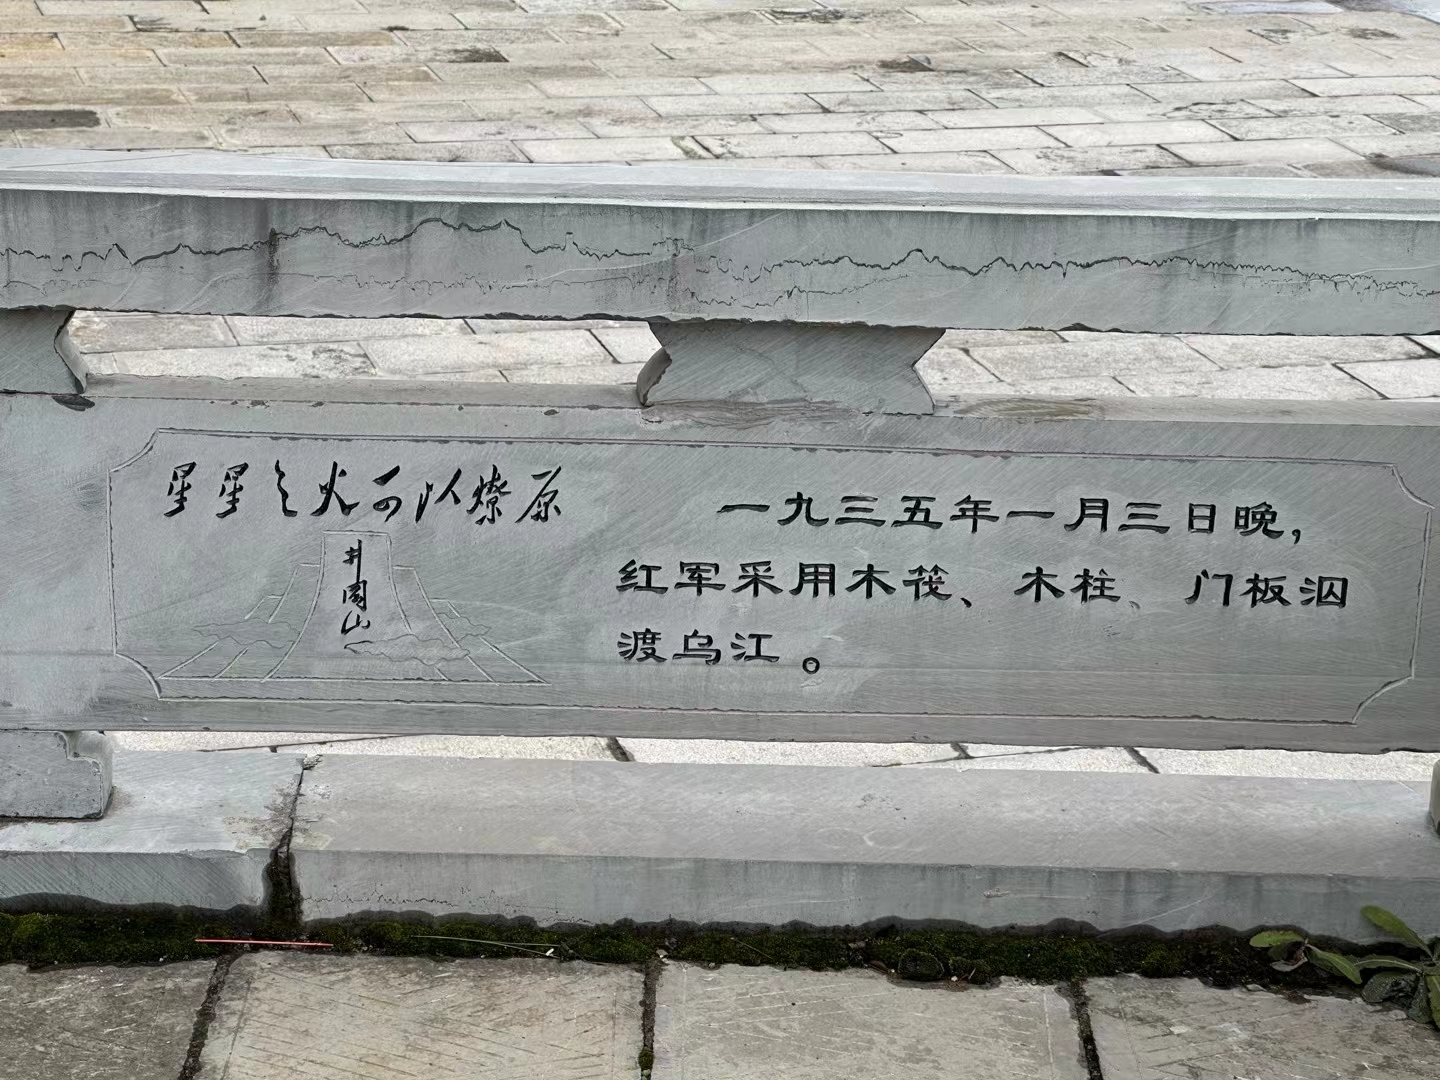 星星之火可以燎原
井冈山
一九三五年一月三日晚，
红军采用木筏、木柱、门板泅
渡乌江。